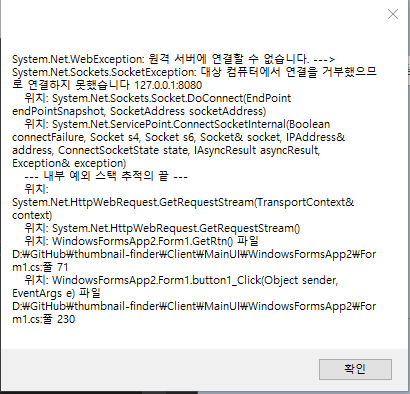 System.Net.WebException: 원격 서버에 연결할 수 없습니다. --->
System.Net.Sockets.SocketException: 대상 컴퓨터에서 연결을 거부했으므
로 연결하지 못했습니다 127.0.0.1:8080
위치: System.Net.Sockets.Socket.DoConnect(EndPoint
endPointSnapshot, SocketAddress socketAddress)
위치: System.Net.ServicePoint.ConnectSocketInternal(Boolean
connectFailure, Socket s4, Socket s6, Socket& socket, IPAddress&
address, ConnectSocketState state, IAsyncResult asyncResult,
Exception& exception)
--- 내부 예외 스택 추적의 끝 ---
위치:
System.Net.HttpWebRequest.GetRequestStream(TransportContext&
context)
위치: System.Net.HttpWebRequest.GetRequestStream()
위치: WindowsFormsApp2.Form1.GetRtn() 파일
D:₩GitHub₩thumbnail-finder₩Client₩MainUI₩WindowsFormsApp2₩For
m1.cs:줄 71
위치: WindowsFormsApp2.Form1.button1_Click(Object sender,
EventArgs e) 파일
D:₩GitHub₩thumbnail-finder₩Client₩MainUI₩WindowsFormsApp2₩For
m1.cs:줄 230
확인